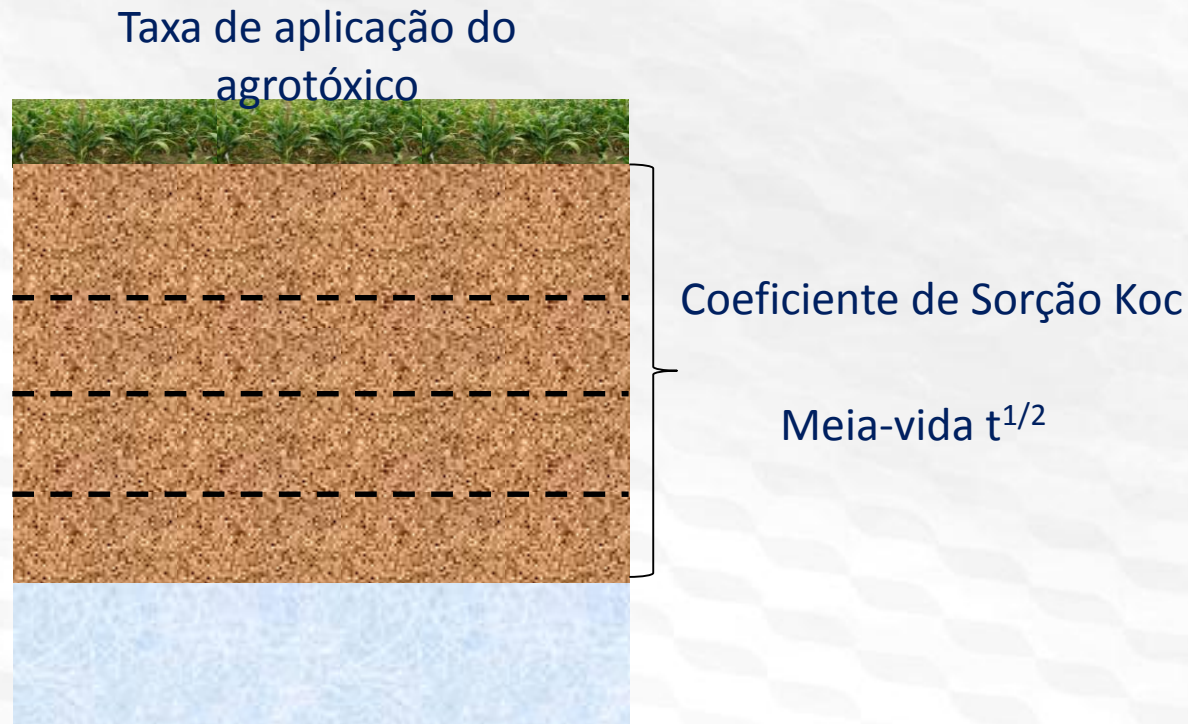 Taxa de aplicação do
agrotóxico
Coeficiente de Sorção Koc
Meia-vida t1/2